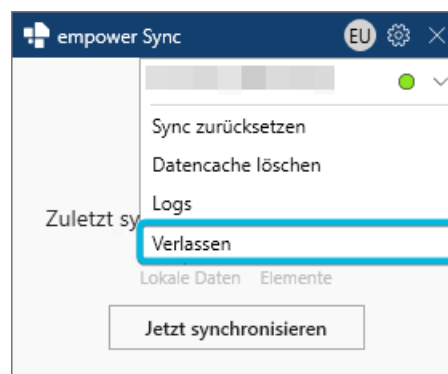 empower Sync EU
Sync zurücksetzen
Datencache löschen
Logs
Zuletzt sy
Verlassen
Lokale Daten Elemente
Jetzt synchronisieren